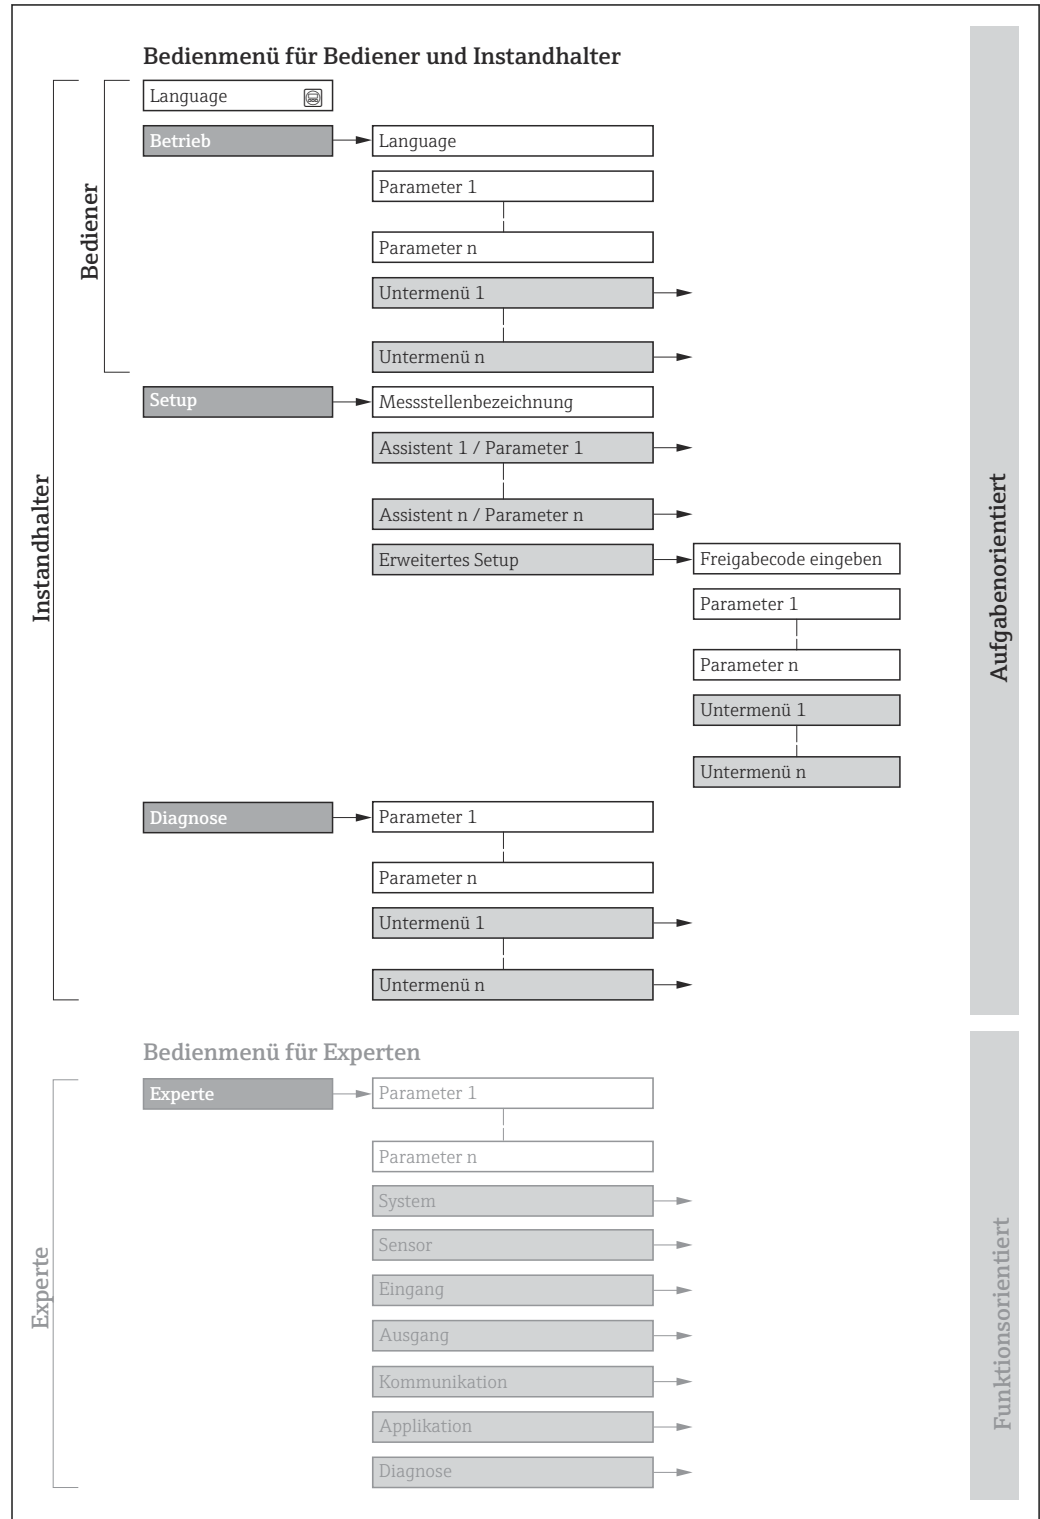 Bedienmenü für Bediener und Instandhalter
Language
Betrieb
Language
Parameter 1
Parameter n
Untermenü 1
Untermenü n
Bediener
Setup
Messstellenbezeichnung
Assistent 1 / Parameter 1
Assistent n / Parameter n
Erweitertes Setup
Freigabecode eingeben
Parameter 1
Parameter n
Untermenü 1
Untermenü n
Instandhalter
Aufgabenorientiert
Diagnose
Parameter 1
Parameter n
Untermenü 1
Untermenü n
Bedienmenü für Experten
Experte
Parameter 1
Parameter n
System
Sensor
Eingang
Ausgang
Kommunikation
Applikation
Diagnose
Experte
Funktionsorientiert